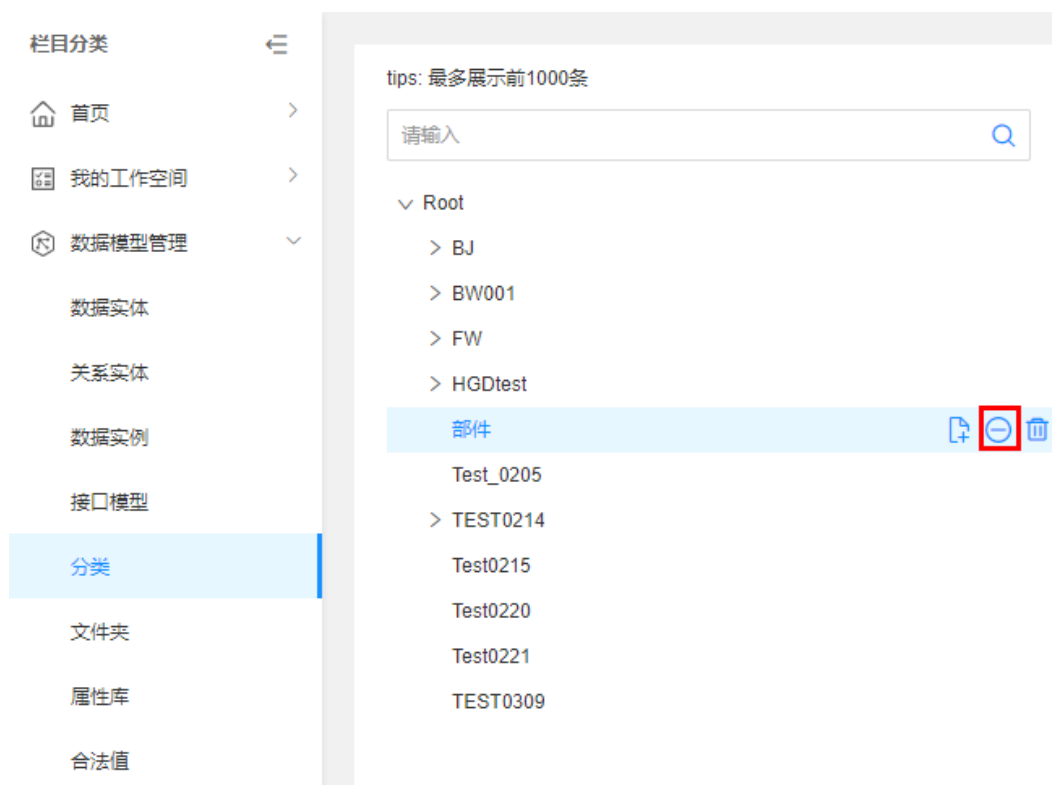 栏目分类
首页
我的工作空间
数据模型管理
数据实体
关系实体
数据实例
接口模型
分类
文件夹
属性库
合法值
tips: 最多展示前1000条
请输入
Root
BJ
BW001
FW
HGDtest
部件
Test_0205
TEST0214
Test0215
Test0220
Test0221
TEST0309